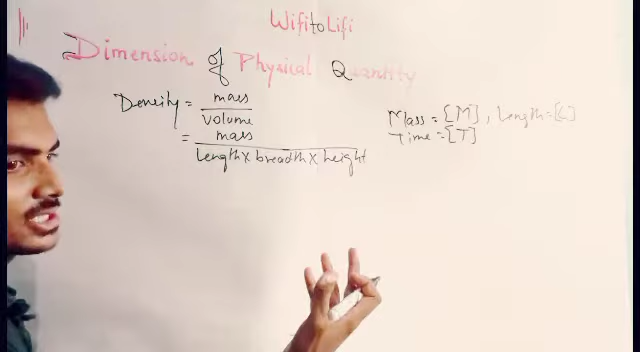 WifitoLifi
Dimension of Physical Quantity
Density = mass / volume
= mass / length x breadth x height
Mass = [M], length = [L]
Time = [T]